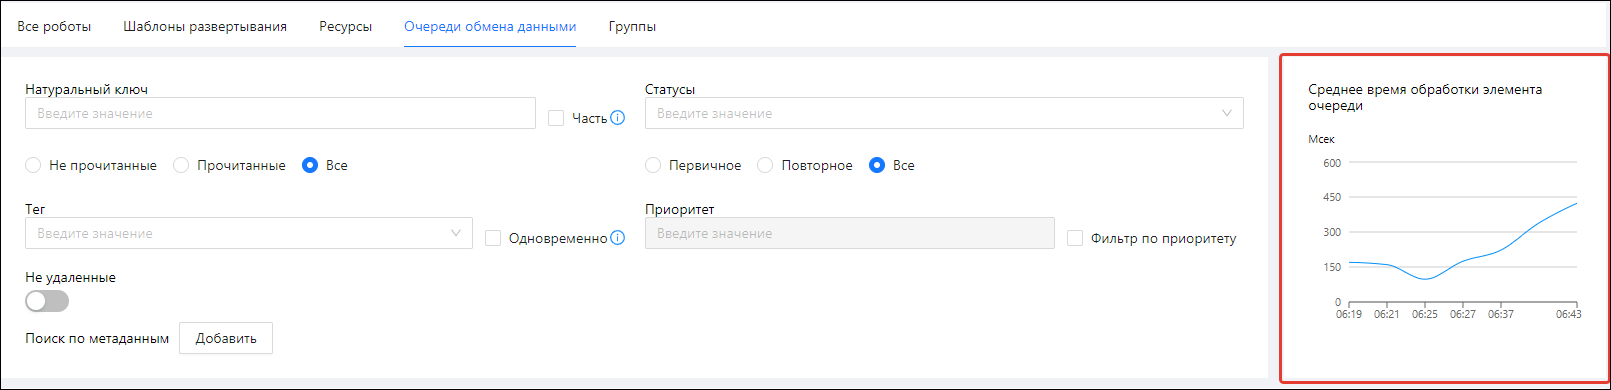 Все роботы Шаблоны развертывания Ресурсы Очереди обмена данными Группы
Натуральный ключ
Введите значение
Часть
Статусы
Введите значение
Не прочитанные Прочитанные Все
Первичное Повторное Все
Тег
Введите значение
Одновременно
Приоритет
Введите значение
Фильтр по приоритету
Не удаленные
Поиск по метаданным Добавить
Среднее время обработки элемента
очереди
Мсек
600
450
300
150
0
06:19 06:21 06:25 06:27 06:37 06:43